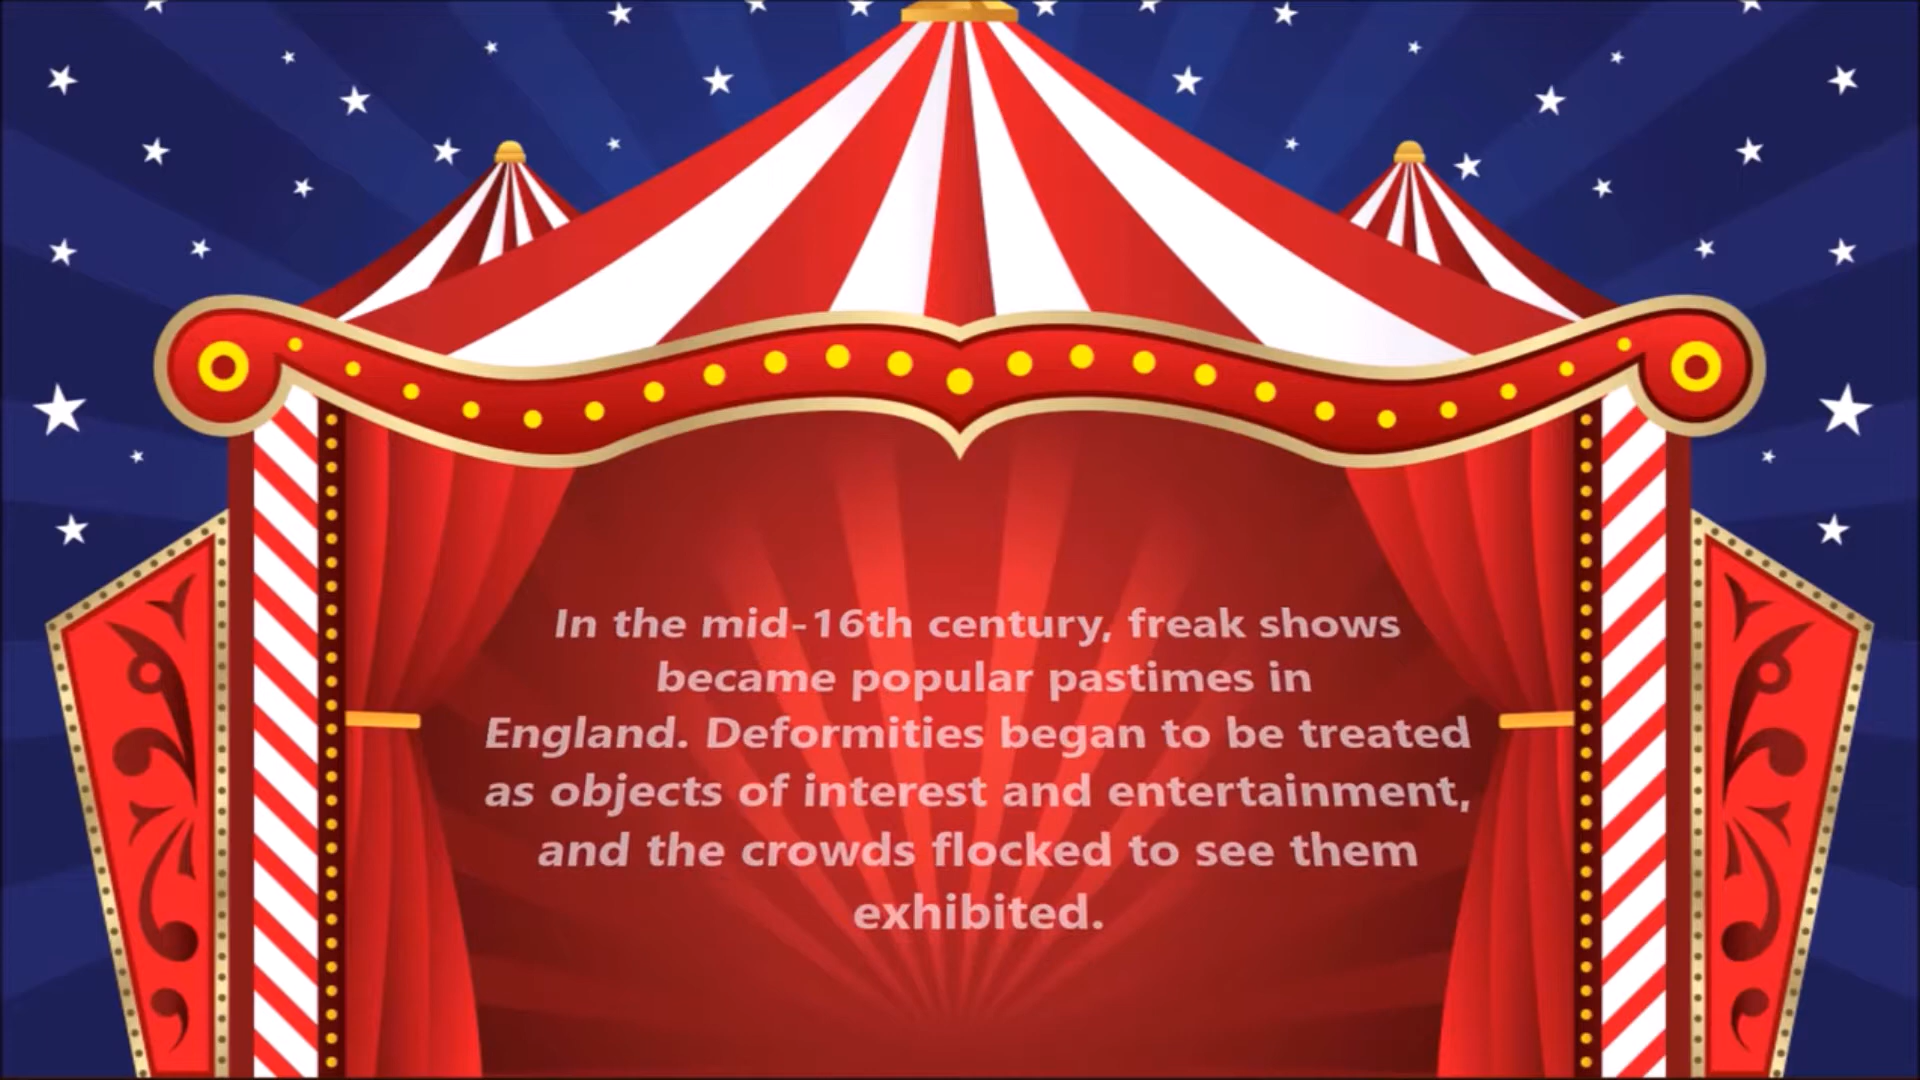 In the mid-16th century, freak shows
became popular pastimes in
England. Deformities began to be treated
as objects of interest and entertainment,
and the crowds flocked to see them
exhibited.